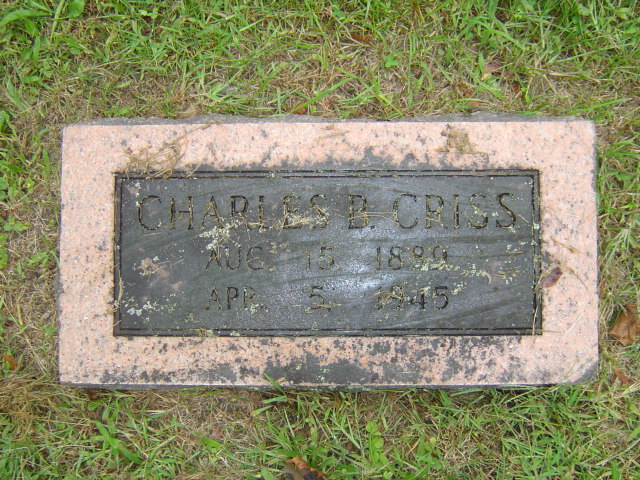 CHARLES B. CRISS
AUG. 15, 1889
APR. 5, 1945